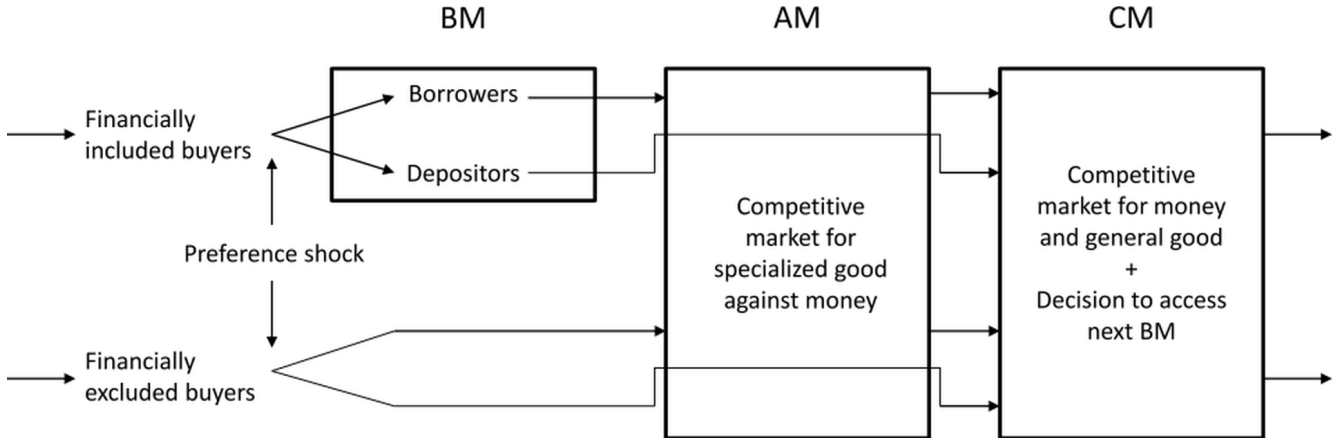 BM
AM
CM
Financially
included buyers
Borrowers
Depositors
Preference shock
Financially
excluded buyers
Competitive
market for
specialized good
against money
Competitive
market for money
and general good
+
Decision to access
next BM